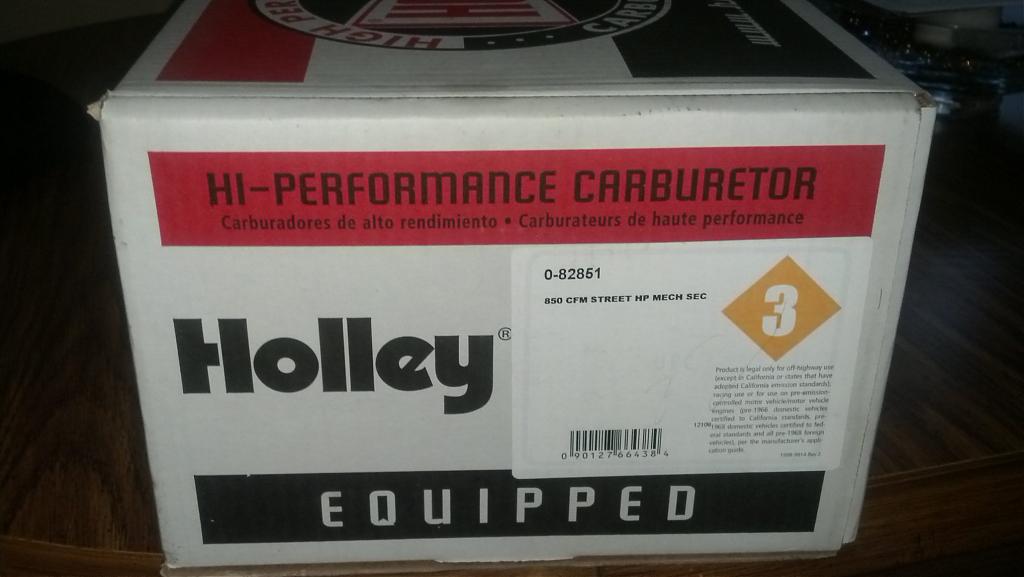 HIGH PER
CARBU
HI-PERFORMANCE CARBURETOR
Carburadores de alto rendimiento • Carburateurs de haute performance
Holley®
0-82851
850 CFM STREET HP MECH SEC
3
Product is legal only for off-highway use
(except in California or states that have
adopted California emission standards),
racing use or for use on pre-emission-
controlled motor vehicle/motor vehicle
engines (pre-1966 domestic vehicles
certified to California standards, pre-
1968 domestic vehicles certified to fed-
eral standards and all pre-1968 foreign
vehicles), per the manufacturer's appli-
cation guide.
0 90127 66438 4
EQUIPPED